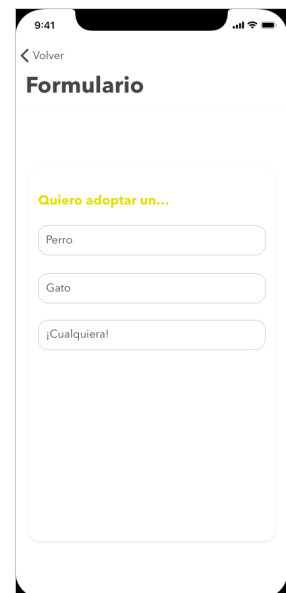 9:41
Volver
Formulario
Quiero adoptar un...
Perro
Gato
¡Cualquiera!